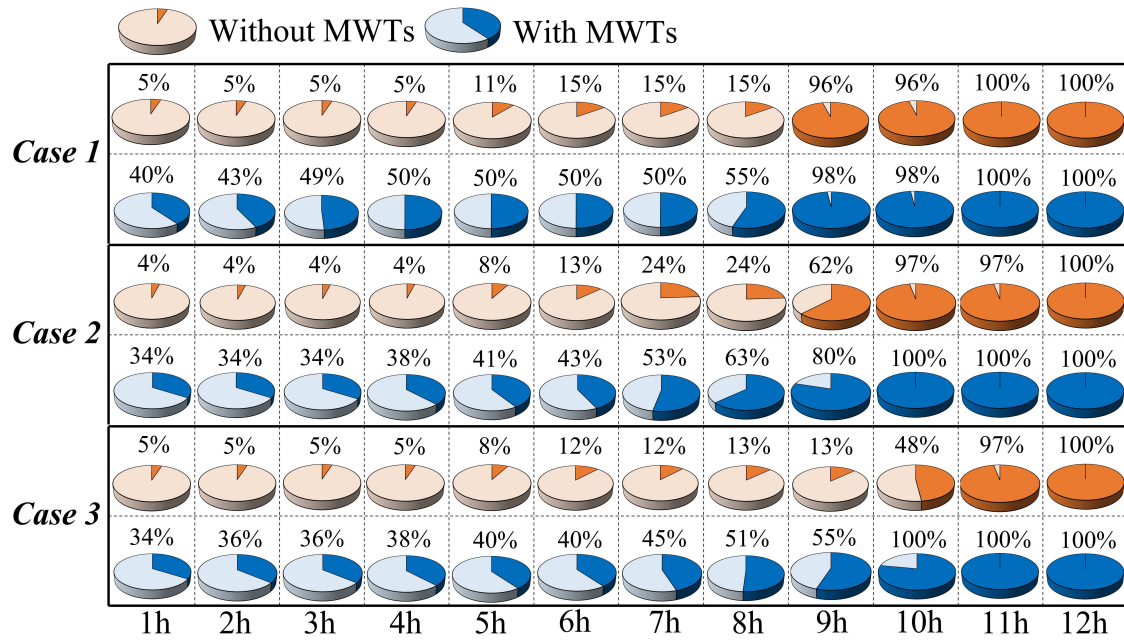 Without MWTs With MWTs
5% 5% 5% 5% 11% 15% 15% 15% 96% 96% 100% 100%
Case 1
40% 43% 49% 50% 50% 50% 50% 55% 98% 98% 100% 100%
4% 4% 4% 4% 8% 13% 24% 24% 62% 97% 97% 100%
Case 2
34% 34% 34% 38% 41% 43% 53% 63% 80% 100% 100% 100%
5% 5% 5% 5% 8% 12% 12% 13% 13% 48% 97% 100%
Case 3
34% 36% 36% 38% 40% 40% 45% 51% 55% 100% 100% 100%
1h 2h 3h 4h 5h 6h 7h 8h 9h 10h 11h 12h